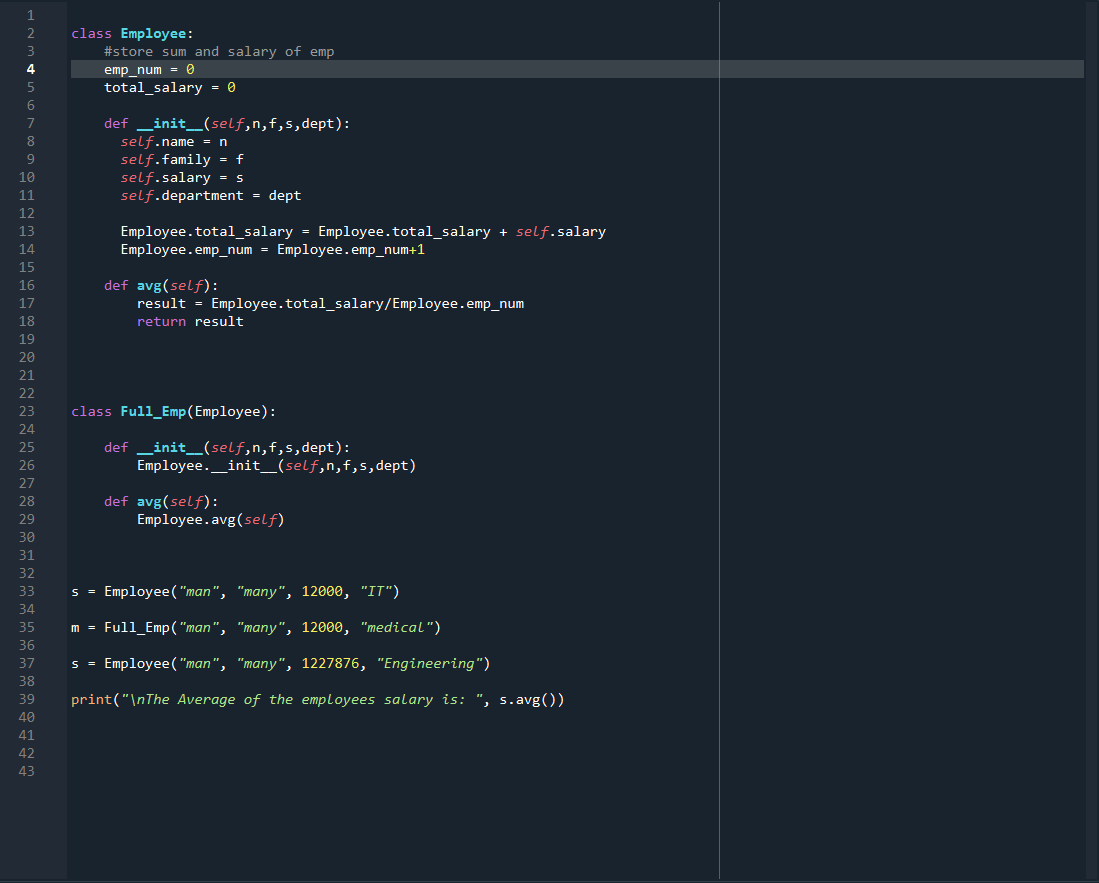 1
2 class Employee:
3     #store sum and salary of emp
4     emp_num = 0
5     total_salary = 0
6
7     def __init__(self,n,f,s,dept):
8       self.name = n
9       self.family = f
10       self.salary = s
11       self.department = dept
12
13       Employee.total_salary = Employee.total_salary + self.salary
14       Employee.emp_num = Employee.emp_num+1
15
16     def avg(self):
17         result = Employee.total_salary/Employee.emp_num
18         return result
19
20
21
22
23 class Full_Emp(Employee):
24
25     def __init__(self,n,f,s,dept):
26         Employee.__init__(self,n,f,s,dept)
27
28     def avg(self):
29         Employee.avg(self)
30
31
32
33 s = Employee("man", "many", 12000, "IT")
34
35 m = Full_Emp("man", "many", 12000, "medical")
36
37 s = Employee("man", "many", 1227876, "Engineering")
38
39 print("\nThe Average of the employees salary is: ", s.avg())
40
41
42
43